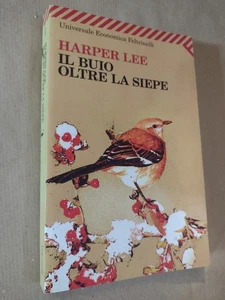 Universale Economica Feltrinelli
HARPER LEE
IL BUIO
OLTRE LA SIEPE